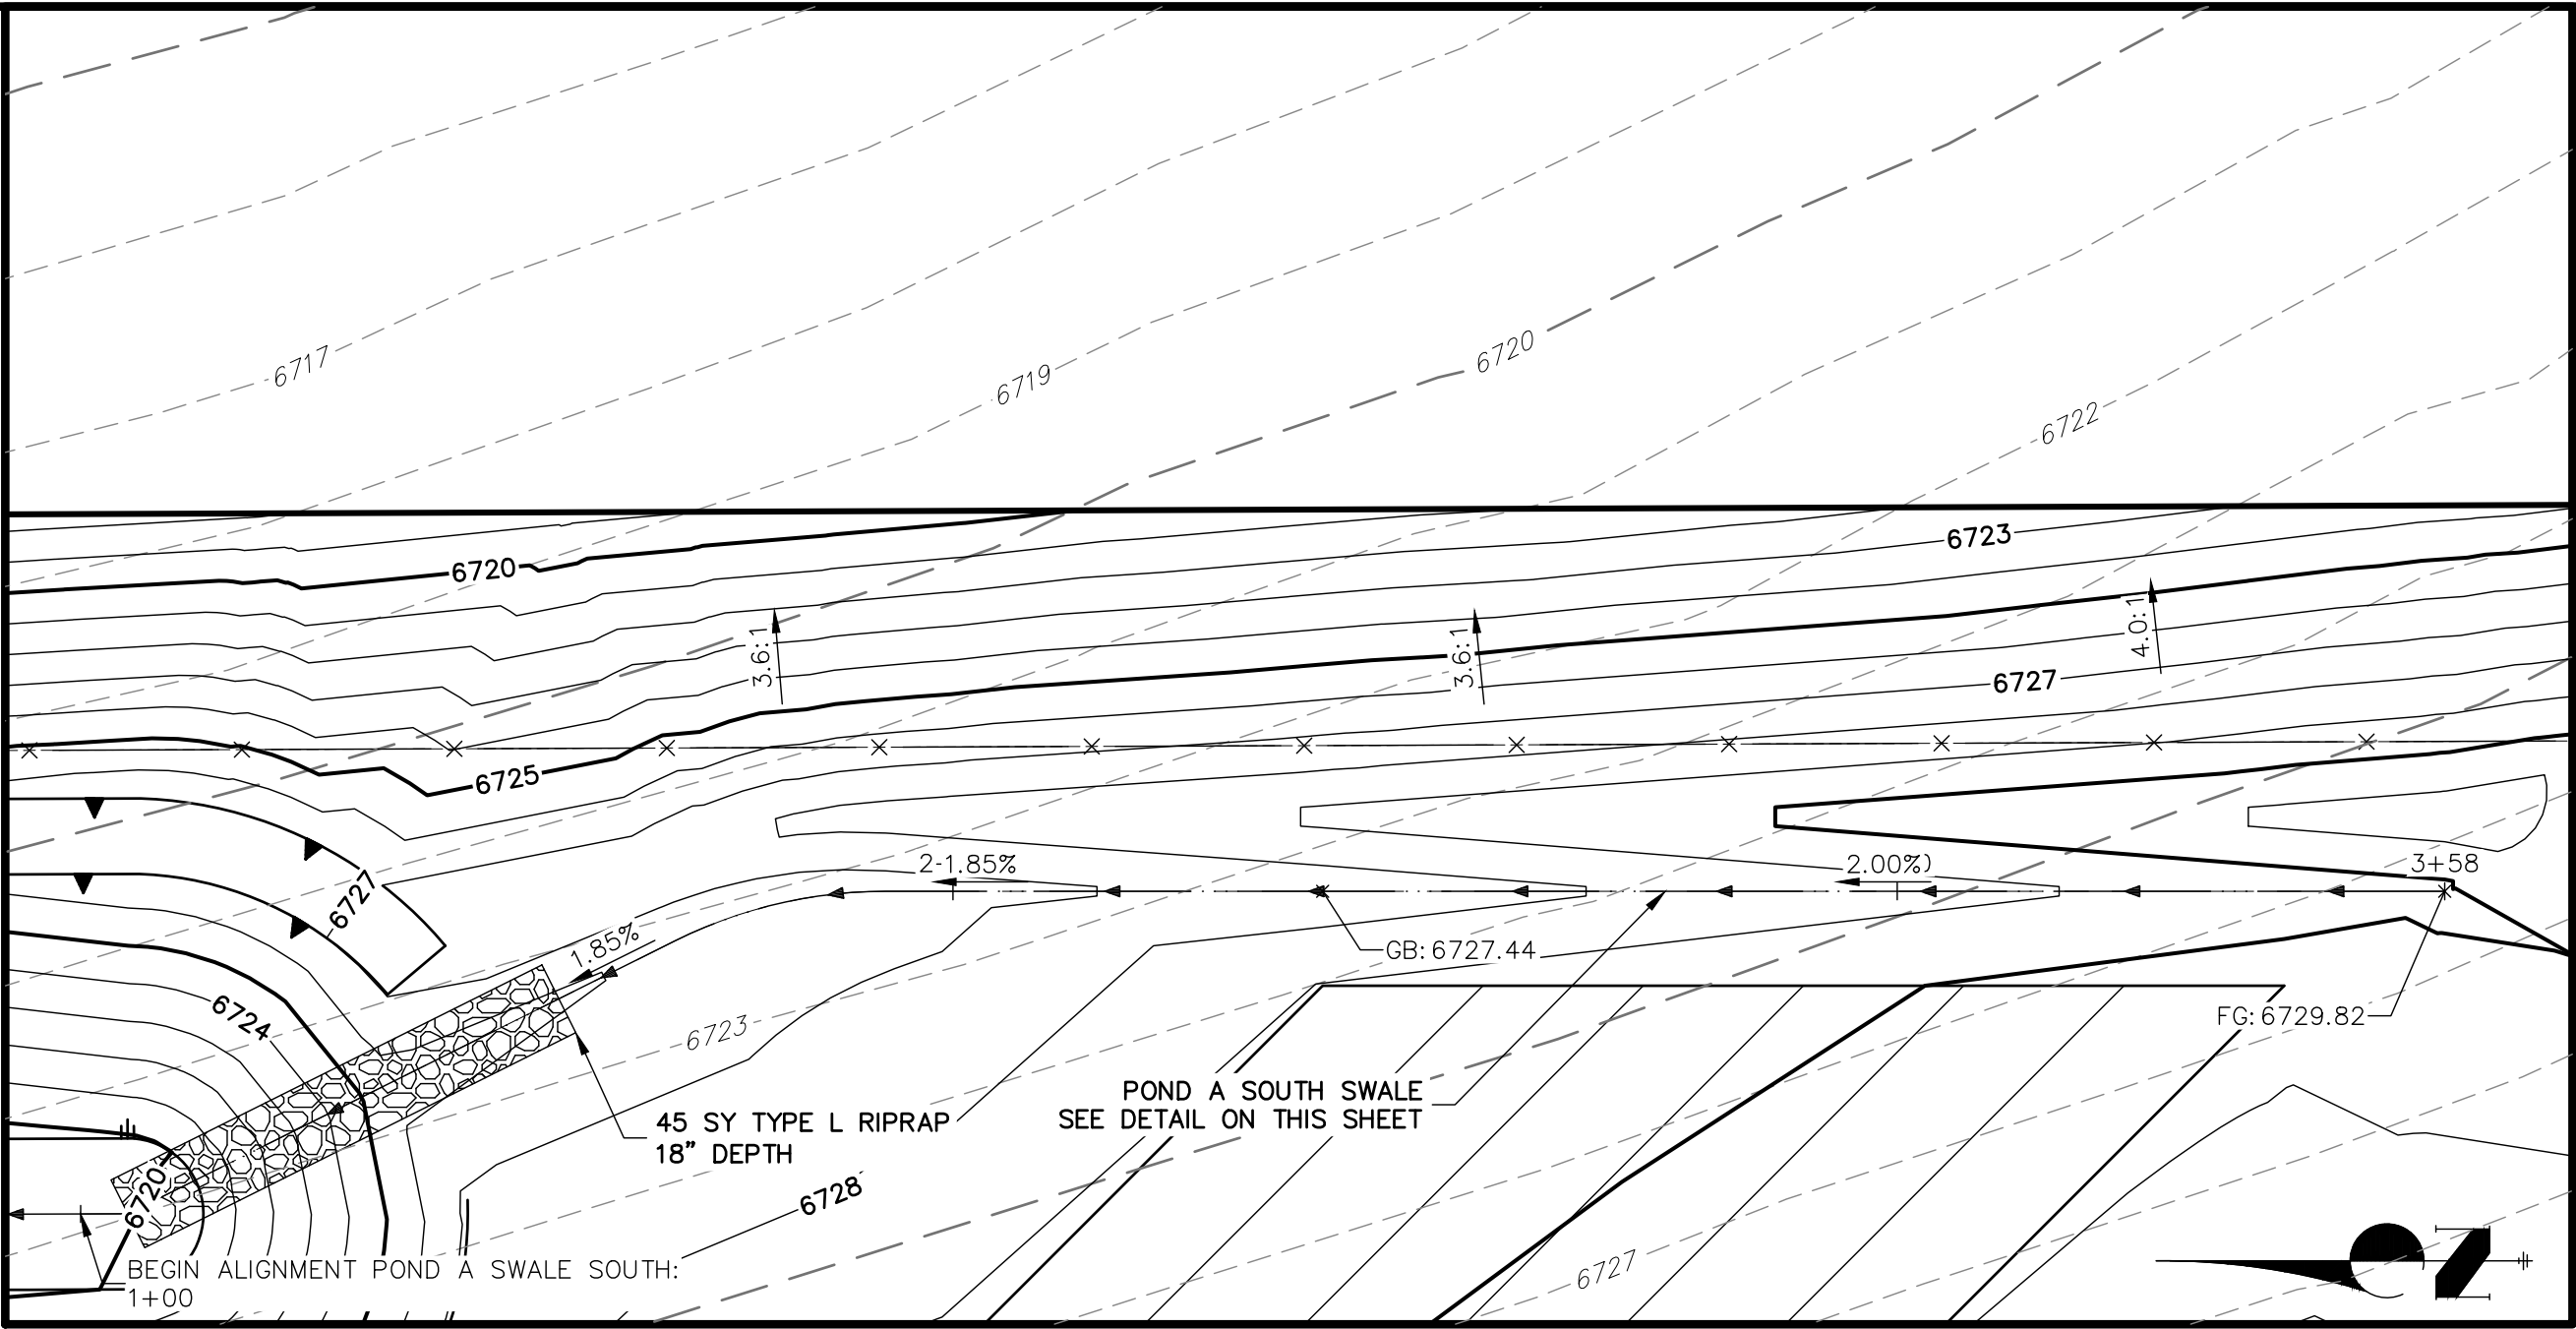 6717
6719
6720
6722
6723
6720
3.6:1
3.6:1
4.0:1
6727
6725
2-1.85%
2.00%)
3+58
6727
1.85%
GB: 6727.44
6724
6723
FG: 6729.82
POND A SOUTH SWALE
SEE DETAIL ON THIS SHEET
45 SY TYPE L RIPRAP
18” DEPTH
6720
6728
BEGIN ALIGNMENT POND A SWALE SOUTH:
1+00
6727
N